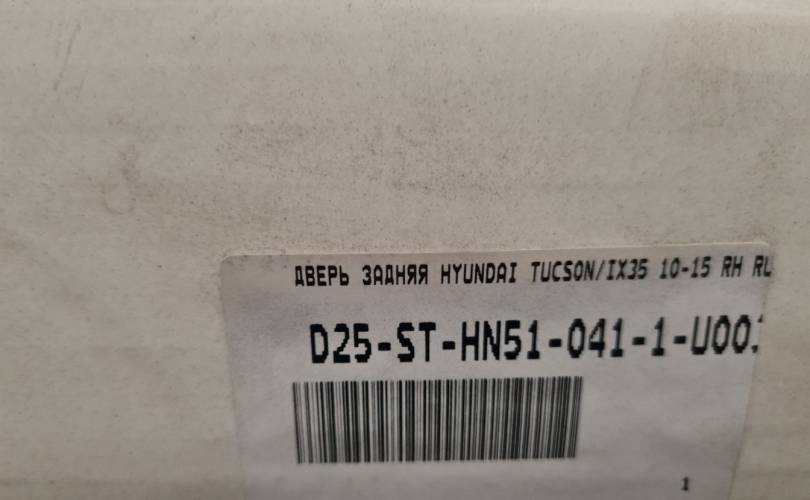 ДВЕРЬ ЗАДНЯЯ HYUNDAI TUCSON/IX35 10-15 RH
D25-ST-HN51-041-1-U00
1